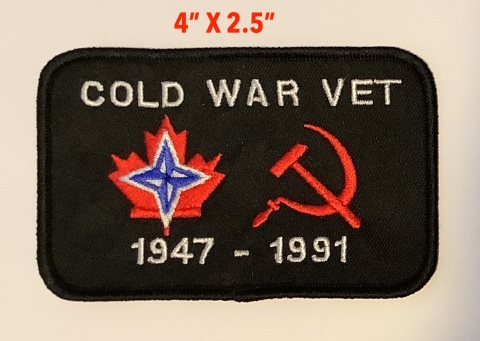 4” X 2.5”
COLD WAR VET
1947 - 1991